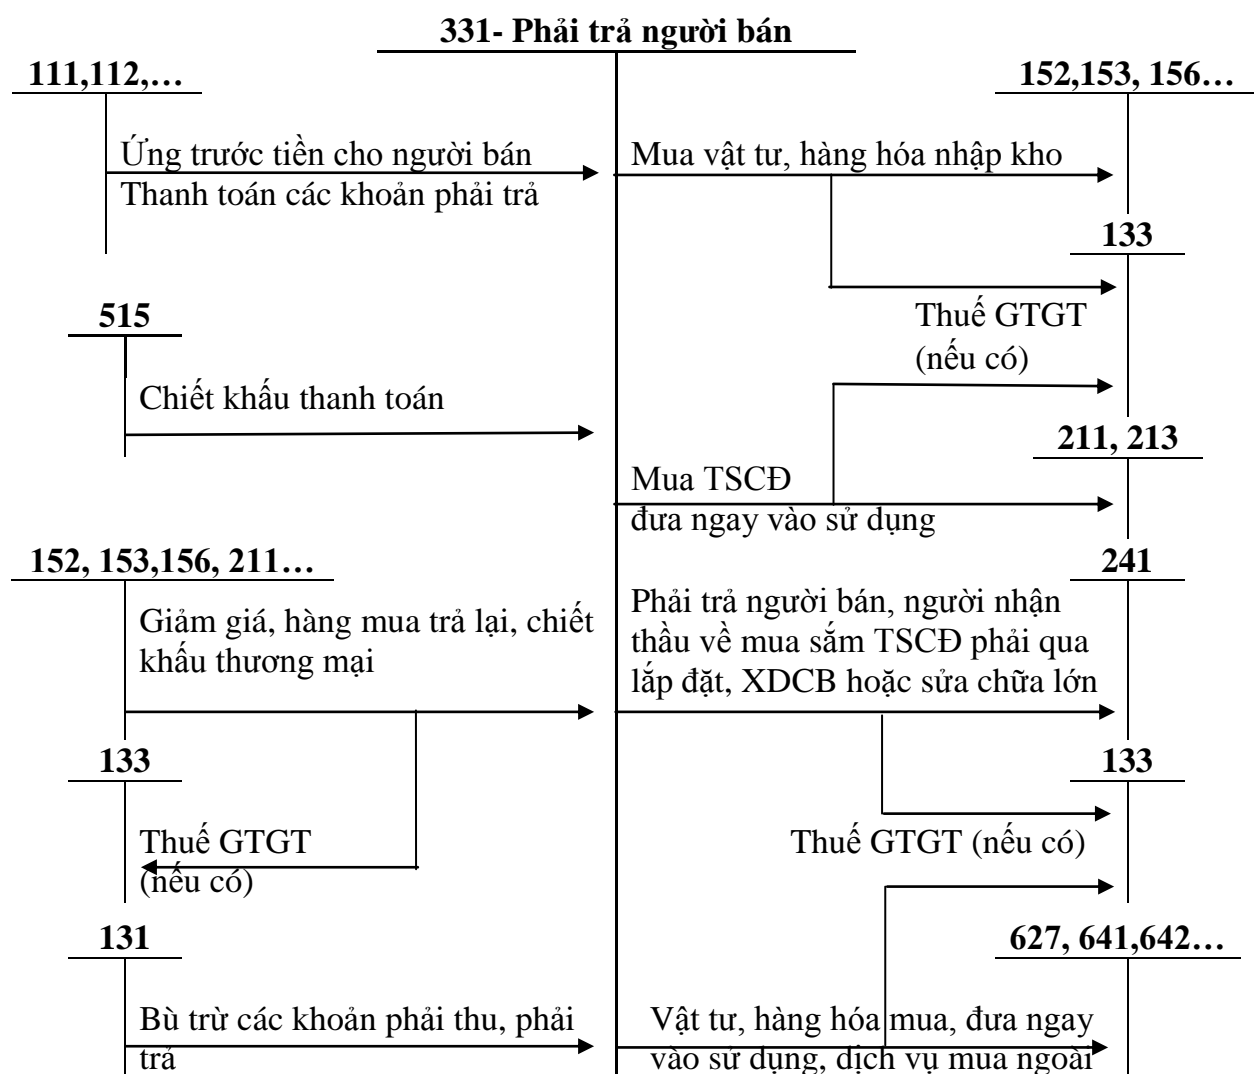 331- Phải trả người bán
111,112,…
152,153, 156…
Ứng trước tiền cho người bán
Thanh toán các khoản phải trả
Mua vật tư, hàng hóa nhập kho
133
Thuế GTGT
(nếu có)
515
Chiết khấu thanh toán
211, 213
Mua TSCĐ
đưa ngay vào sử dụng
152, 153,156, 211…
241
Giảm giá, hàng mua trả lại, chiết
khấu thương mại
Phải trả người bán, người nhận
thầu về mua sắm TSCĐ phải qua
lắp đặt, XDCB hoặc sửa chữa lớn
133
133
Thuế GTGT
(nếu có)
Thuế GTGT (nếu có)
131
627, 641,642…
Bù trừ các khoản phải thu, phải
trả
Vật tư, hàng hóa mua, đưa ngay
vào sử dụng, dịch vụ mua ngoài